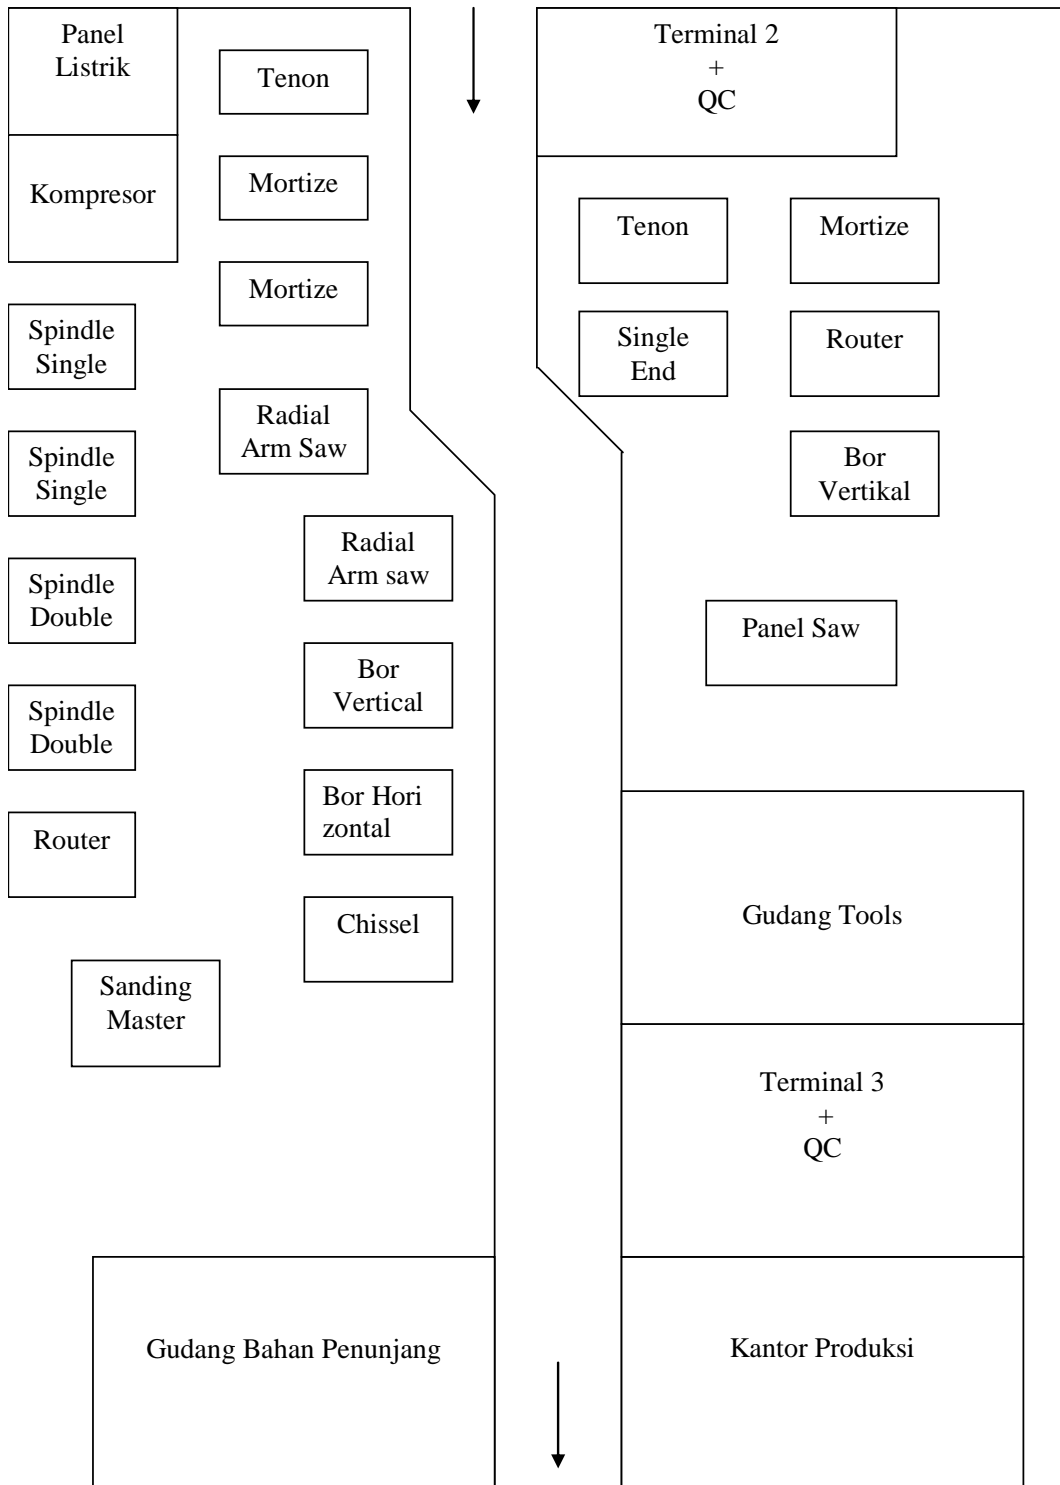 Panel
Listrik
Kompresor
Spindle
Single
Spindle
Single
Spindle
Double
Spindle
Double
Router
Sanding
Master
Tenon
Mortize
Mortize
Radial
Arm Saw
Radial
Arm saw
Bor
Vertical
Bor Hori
zontal
Chissel
Gudang Bahan Penunjang
Terminal 2
+
QC
Tenon
Mortize
Single
End
Router
Bor
Vertikal
Panel Saw
Gudang Tools
Terminal 3
+
QC
Kantor Produksi